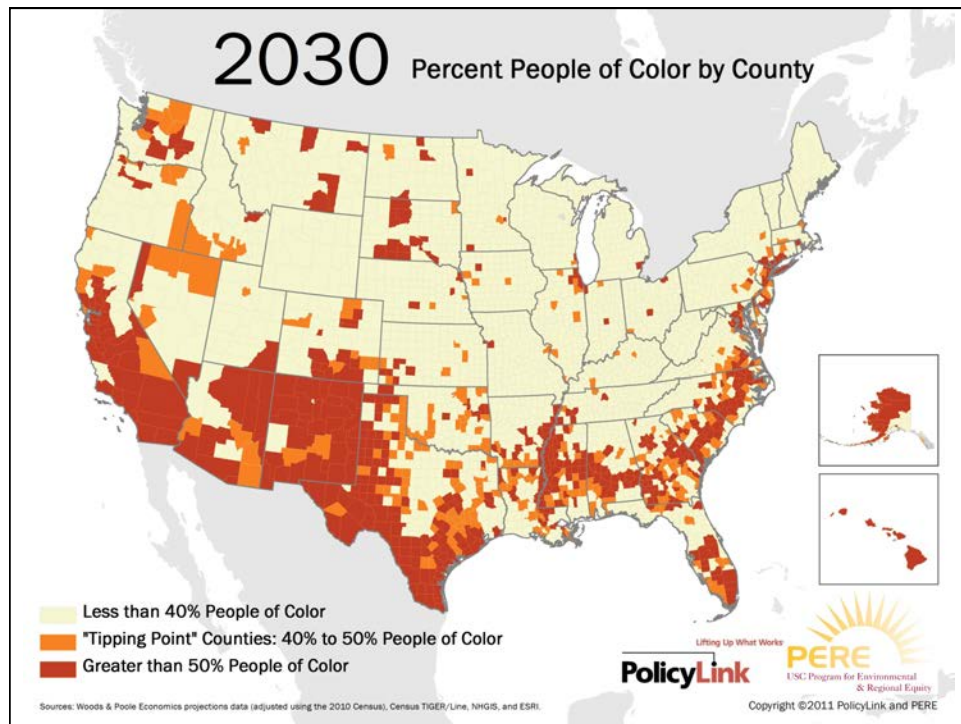 2030 Percent People of Color by County
Less than 40% People of Color
"Tipping Point" Counties: 40% to 50% People of Color
Greater than 50% People of Color
Lifting Up What Works
PolicyLink
PERE
USC Program for Environmental
& Regional Equity
Sources: Woods & Poole Economics projections data (adjusted using the 2010 Census), Census TIGER/Line, NHGIS, and ESRI.
Copyright ©2011 PolicyLink and PERE